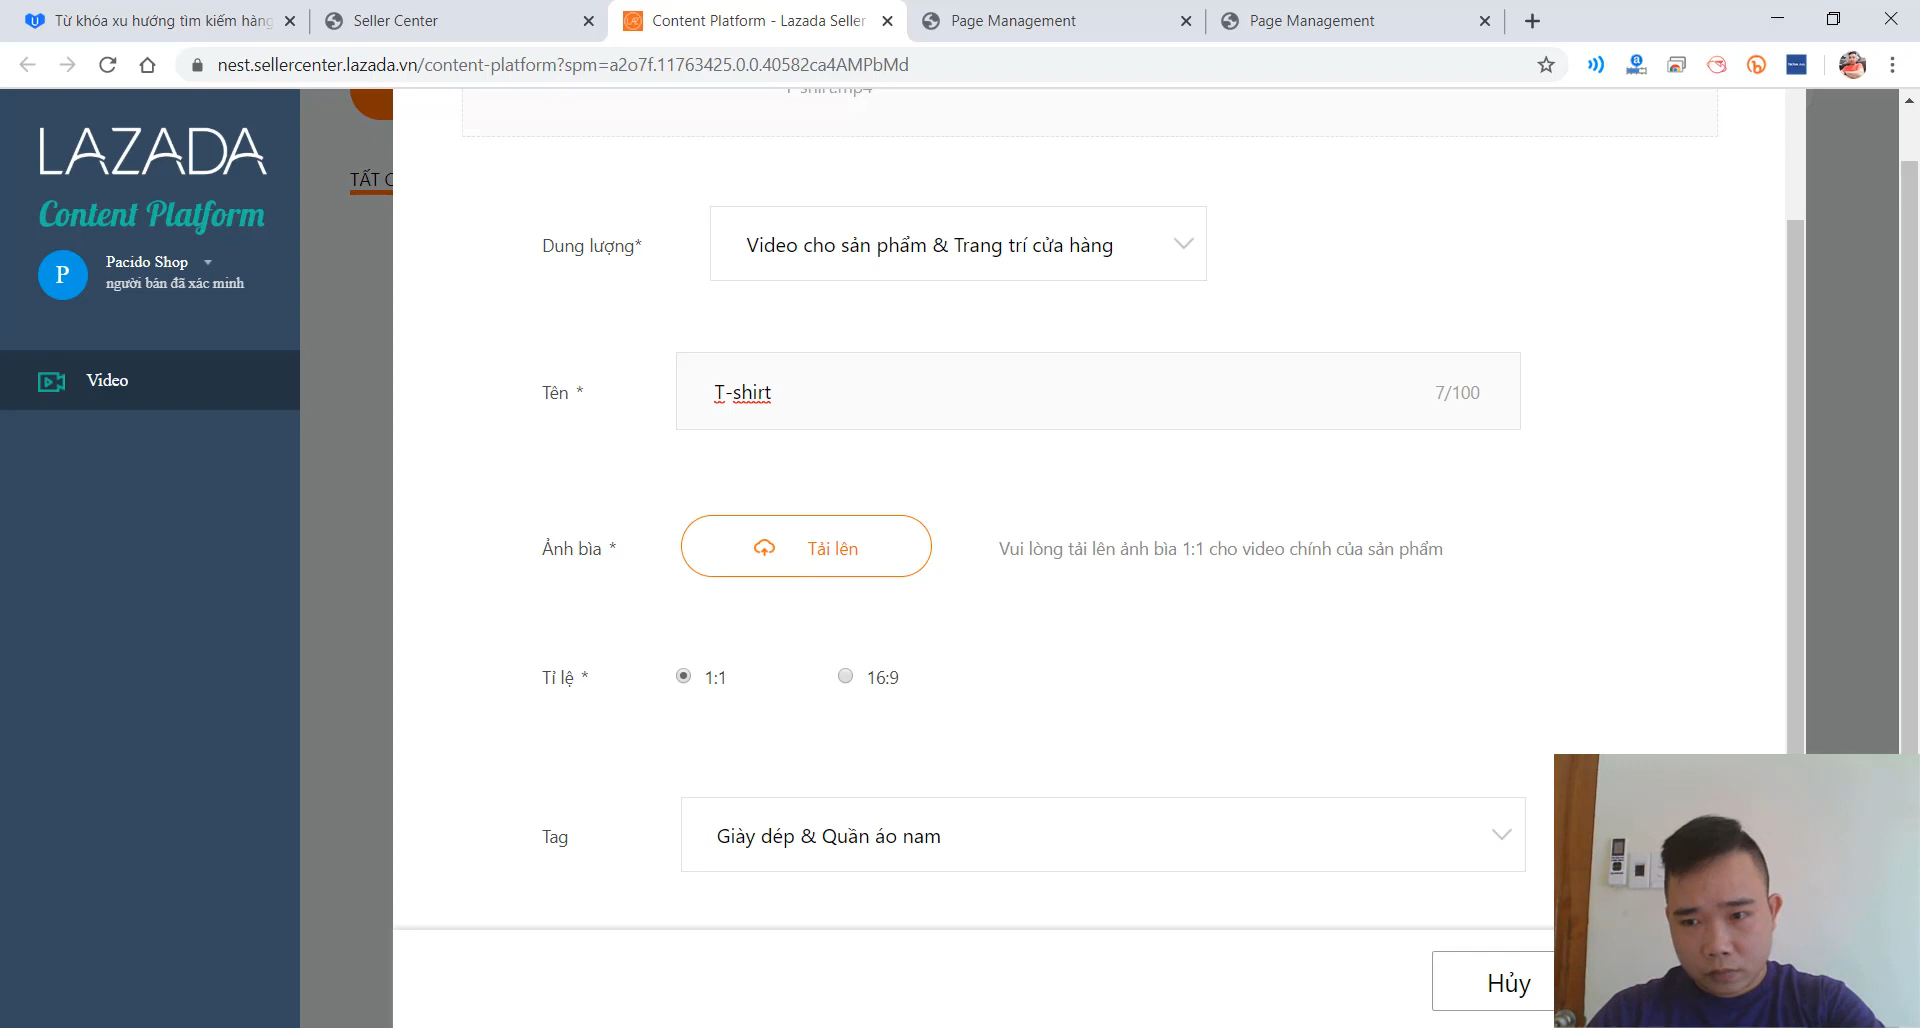 Từ khóa xu hướng tìm kiếm hàng
Seller Center
Content Platform - Lazada Seller
Page Management
Page Management
nest.sellercenter.lazada.vn/content-platform?spm=a2o7f.11763425.0.0.40582ca4AMPbMd
LAZADA
Content Platform
P
Pacido Shop
người bán đã xác minh
Video
TẤT C
T-shirt.mp4
Dung lượng*
Video cho sản phẩm & Trang trí cửa hàng
Tên *
T-shirt
7/100
Ảnh bìa *
Tải lên
Vui lòng tải lên ảnh bìa 1:1 cho video chính của sản phẩm
Tỉ lệ *
1:1
16:9
Tag
Giày dép & Quần áo nam
Hủy